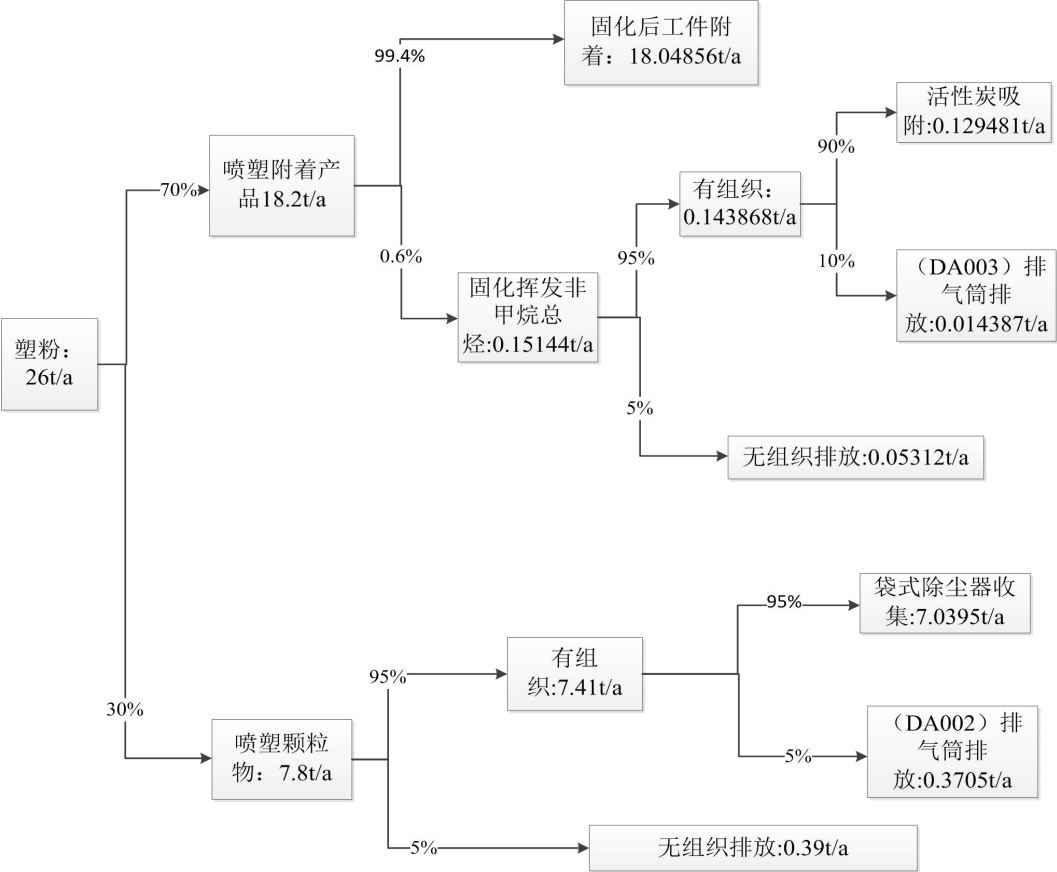 固化后工件附
着：18.04856t/a
99.4%
活性炭吸
附:0.129481t/a
90%
喷塑附着产
品18.2t/a
70%
有组织：
0.143868t/a
0.6%
95%
10%
（DA003）排
气筒排
放:0.014387t/a
固化挥发非
甲烷总
烃:0.15144t/a
塑粉：
26t/a
5%
无组织排放:0.05312t/a
袋式除尘器收
集:7.0395t/a
95%
有组
织:7.41t/a
95%
30%
喷塑颗粒
物：7.8t/a
（DA002）排
气筒排
放:0.3705t/a
5%
5%
无组织排放:0.39t/a